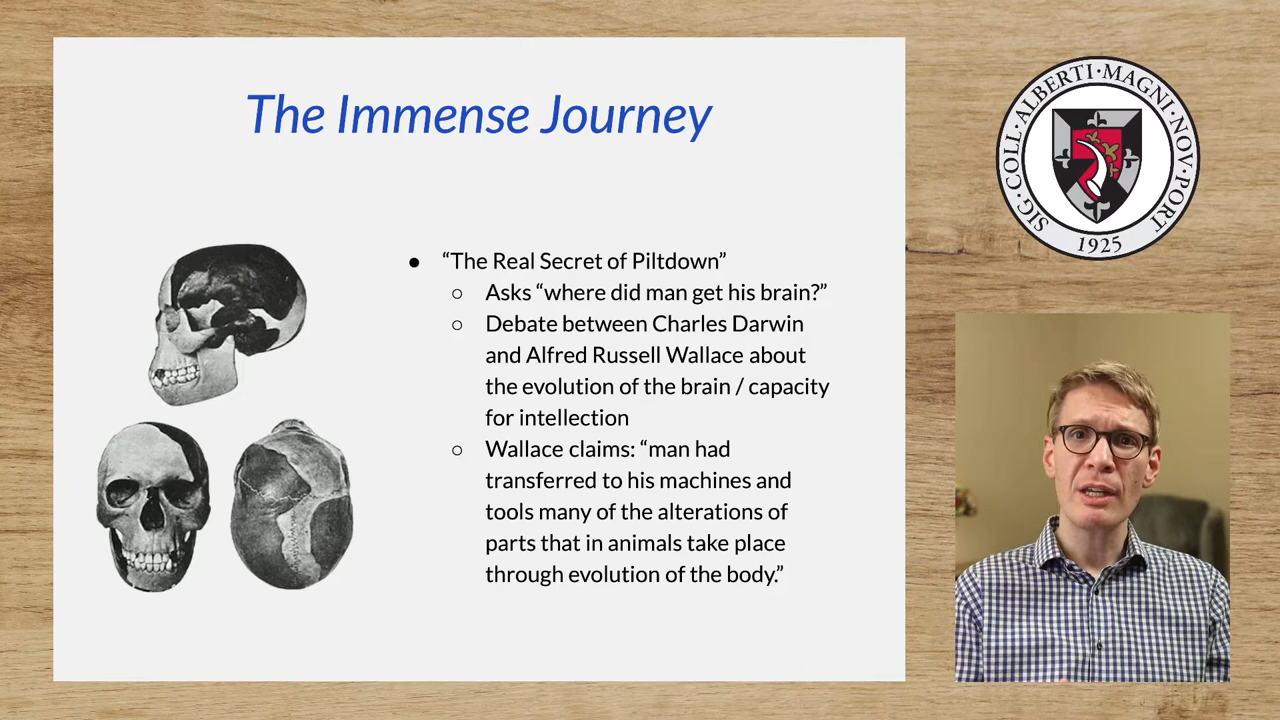 The Immense Journey
● “The Real Secret of Piltdown”
○ Asks “where did man get his brain?”
○ Debate between Charles Darwin
and Alfred Russell Wallace about
the evolution of the brain / capacity
for intellection
○ Wallace claims: “man had
transferred to his machines and
tools many of the alterations of
parts that in animals take place
through evolution of the body.”
SIG·COLL·ALBERTI·MAGNI·NOV·PORT
1925